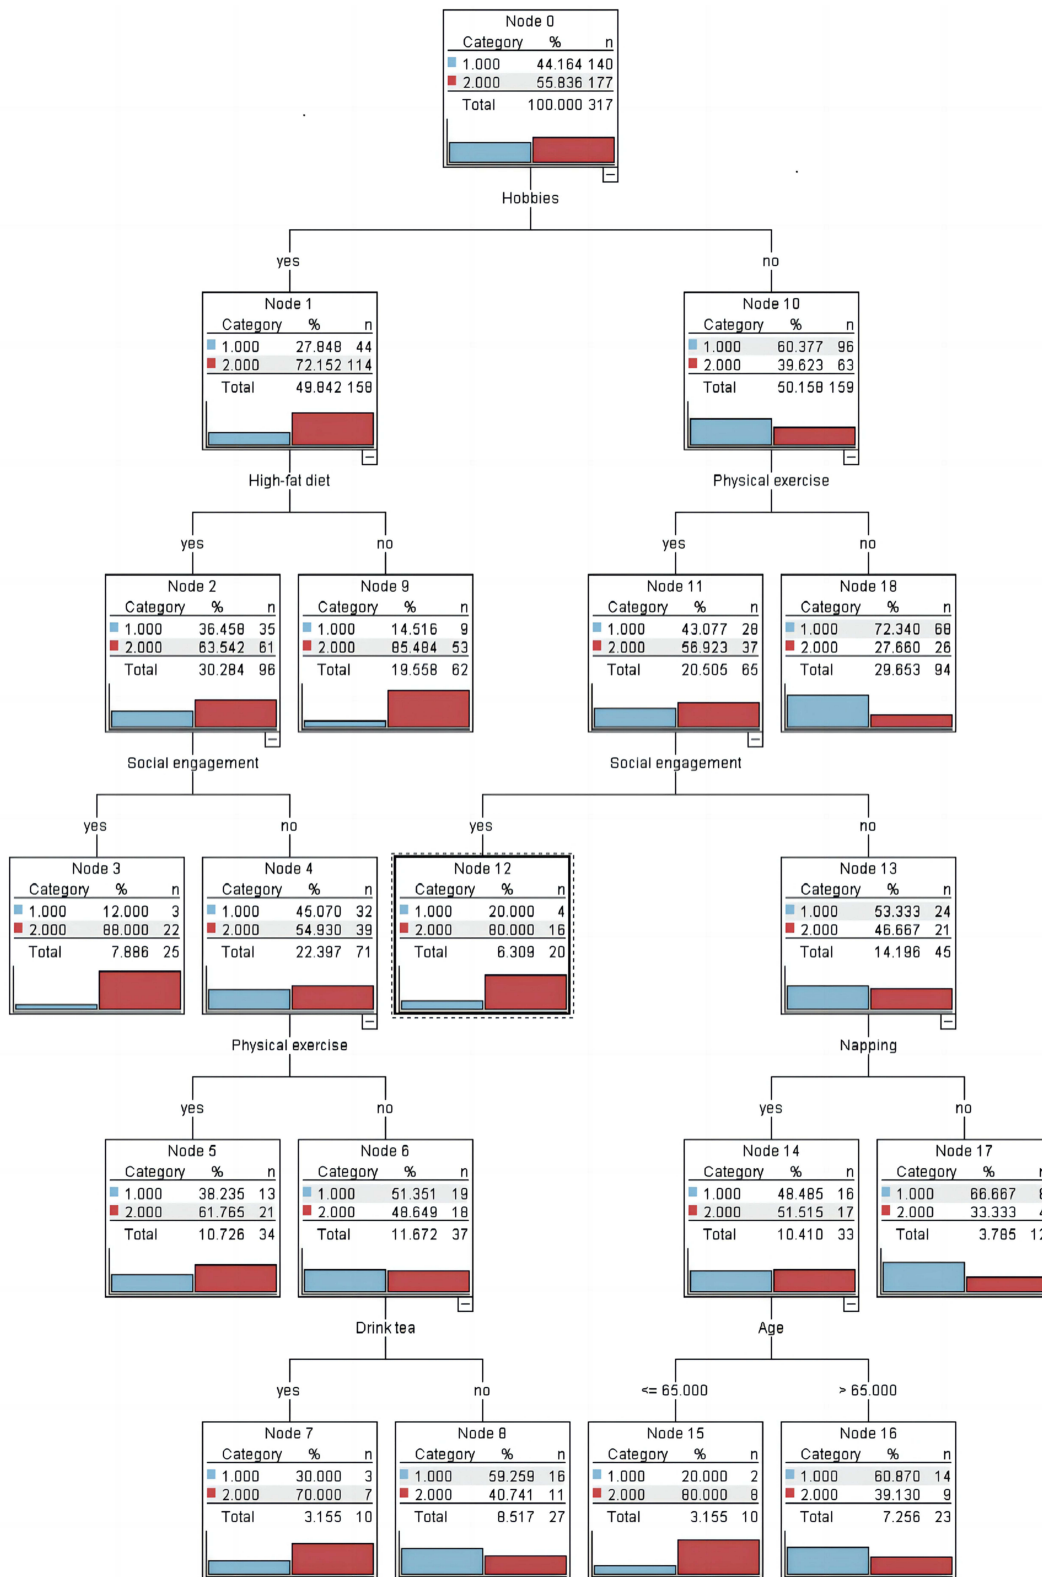 Node 0
Category % n
1.000 44.164 140
2.000 55.836 177
Total 100.000 317
Hobbies
yes
no
Node 1
Category % n
1.000 27.848 44
2.000 72.152 114
Total 49.842 158
Node 10
Category % n
1.000 60.377 96
2.000 39.623 63
Total 50.158 159
High-fat diet
Physical exercise
yes
no
yes
no
Node 2
Category % n
1.000 36.458 35
2.000 63.542 61
Total 30.284 96
Node 9
Category % n
1.000 14.516 9
2.000 85.484 53
Total 19.558 62
Node 11
Category % n
1.000 43.077 28
2.000 56.923 37
Total 20.505 65
Node 18
Category % n
1.000 72.340 68
2.000 27.660 26
Total 29.653 94
Social engagement
Social engagement
yes
no
yes
no
Node 3
Category % n
1.000 12.000 3
2.000 88.000 22
Total 7.886 25
Node 4
Category % n
1.000 45.070 32
2.000 54.930 39
Total 22.397 71
Node 12
Category % n
1.000 20.000 4
2.000 80.000 16
Total 6.309 20
Node 13
Category % n
1.000 53.333 24
2.000 46.667 21
Total 14.196 45
Physical exercise
Napping
yes
no
yes
no
Node 5
Category % n
1.000 38.235 13
2.000 61.765 21
Total 10.726 34
Node 6
Category % n
1.000 51.351 19
2.000 48.649 18
Total 11.672 37
Node 14
Category % n
1.000 48.485 16
2.000 51.515 17
Total 10.410 33
Node 17
Category %
1.000 66.667
2.000 33.333
Total 3.785
Drink tea
Age
yes
no
<= 65.000
> 65.000
Node 7
Category % n
1.000 30.000 3
2.000 70.000 7
Total 3.155 10
Node 8
Category % n
1.000 59.259 16
2.000 40.741 11
Total 8.517 27
Node 15
Category % n
1.000 20.000 2
2.000 80.000 8
Total 3.155 10
Node 16
Category % n
1.000 60.870 14
2.000 39.130 9
Total 7.256 23